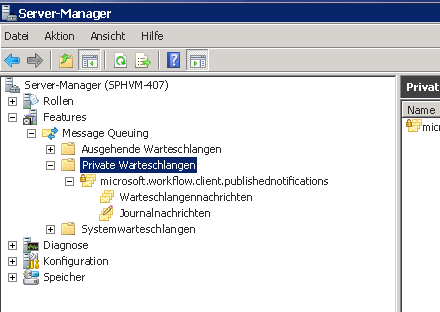 Server-Manager
Datei Aktion Ansicht Hilfe
Server-Manager (SPHVM-407)
Rollen
Features
Message Queuing
Ausgehende Warteschlangen
Private Warteschlangen
microsoft.workflow.client.publishednotifications
Warteschlangennachrichten
Journalnachrichten
Systemwarteschlangen
Diagnose
Konfiguration
Speicher
Privat
Name
mic